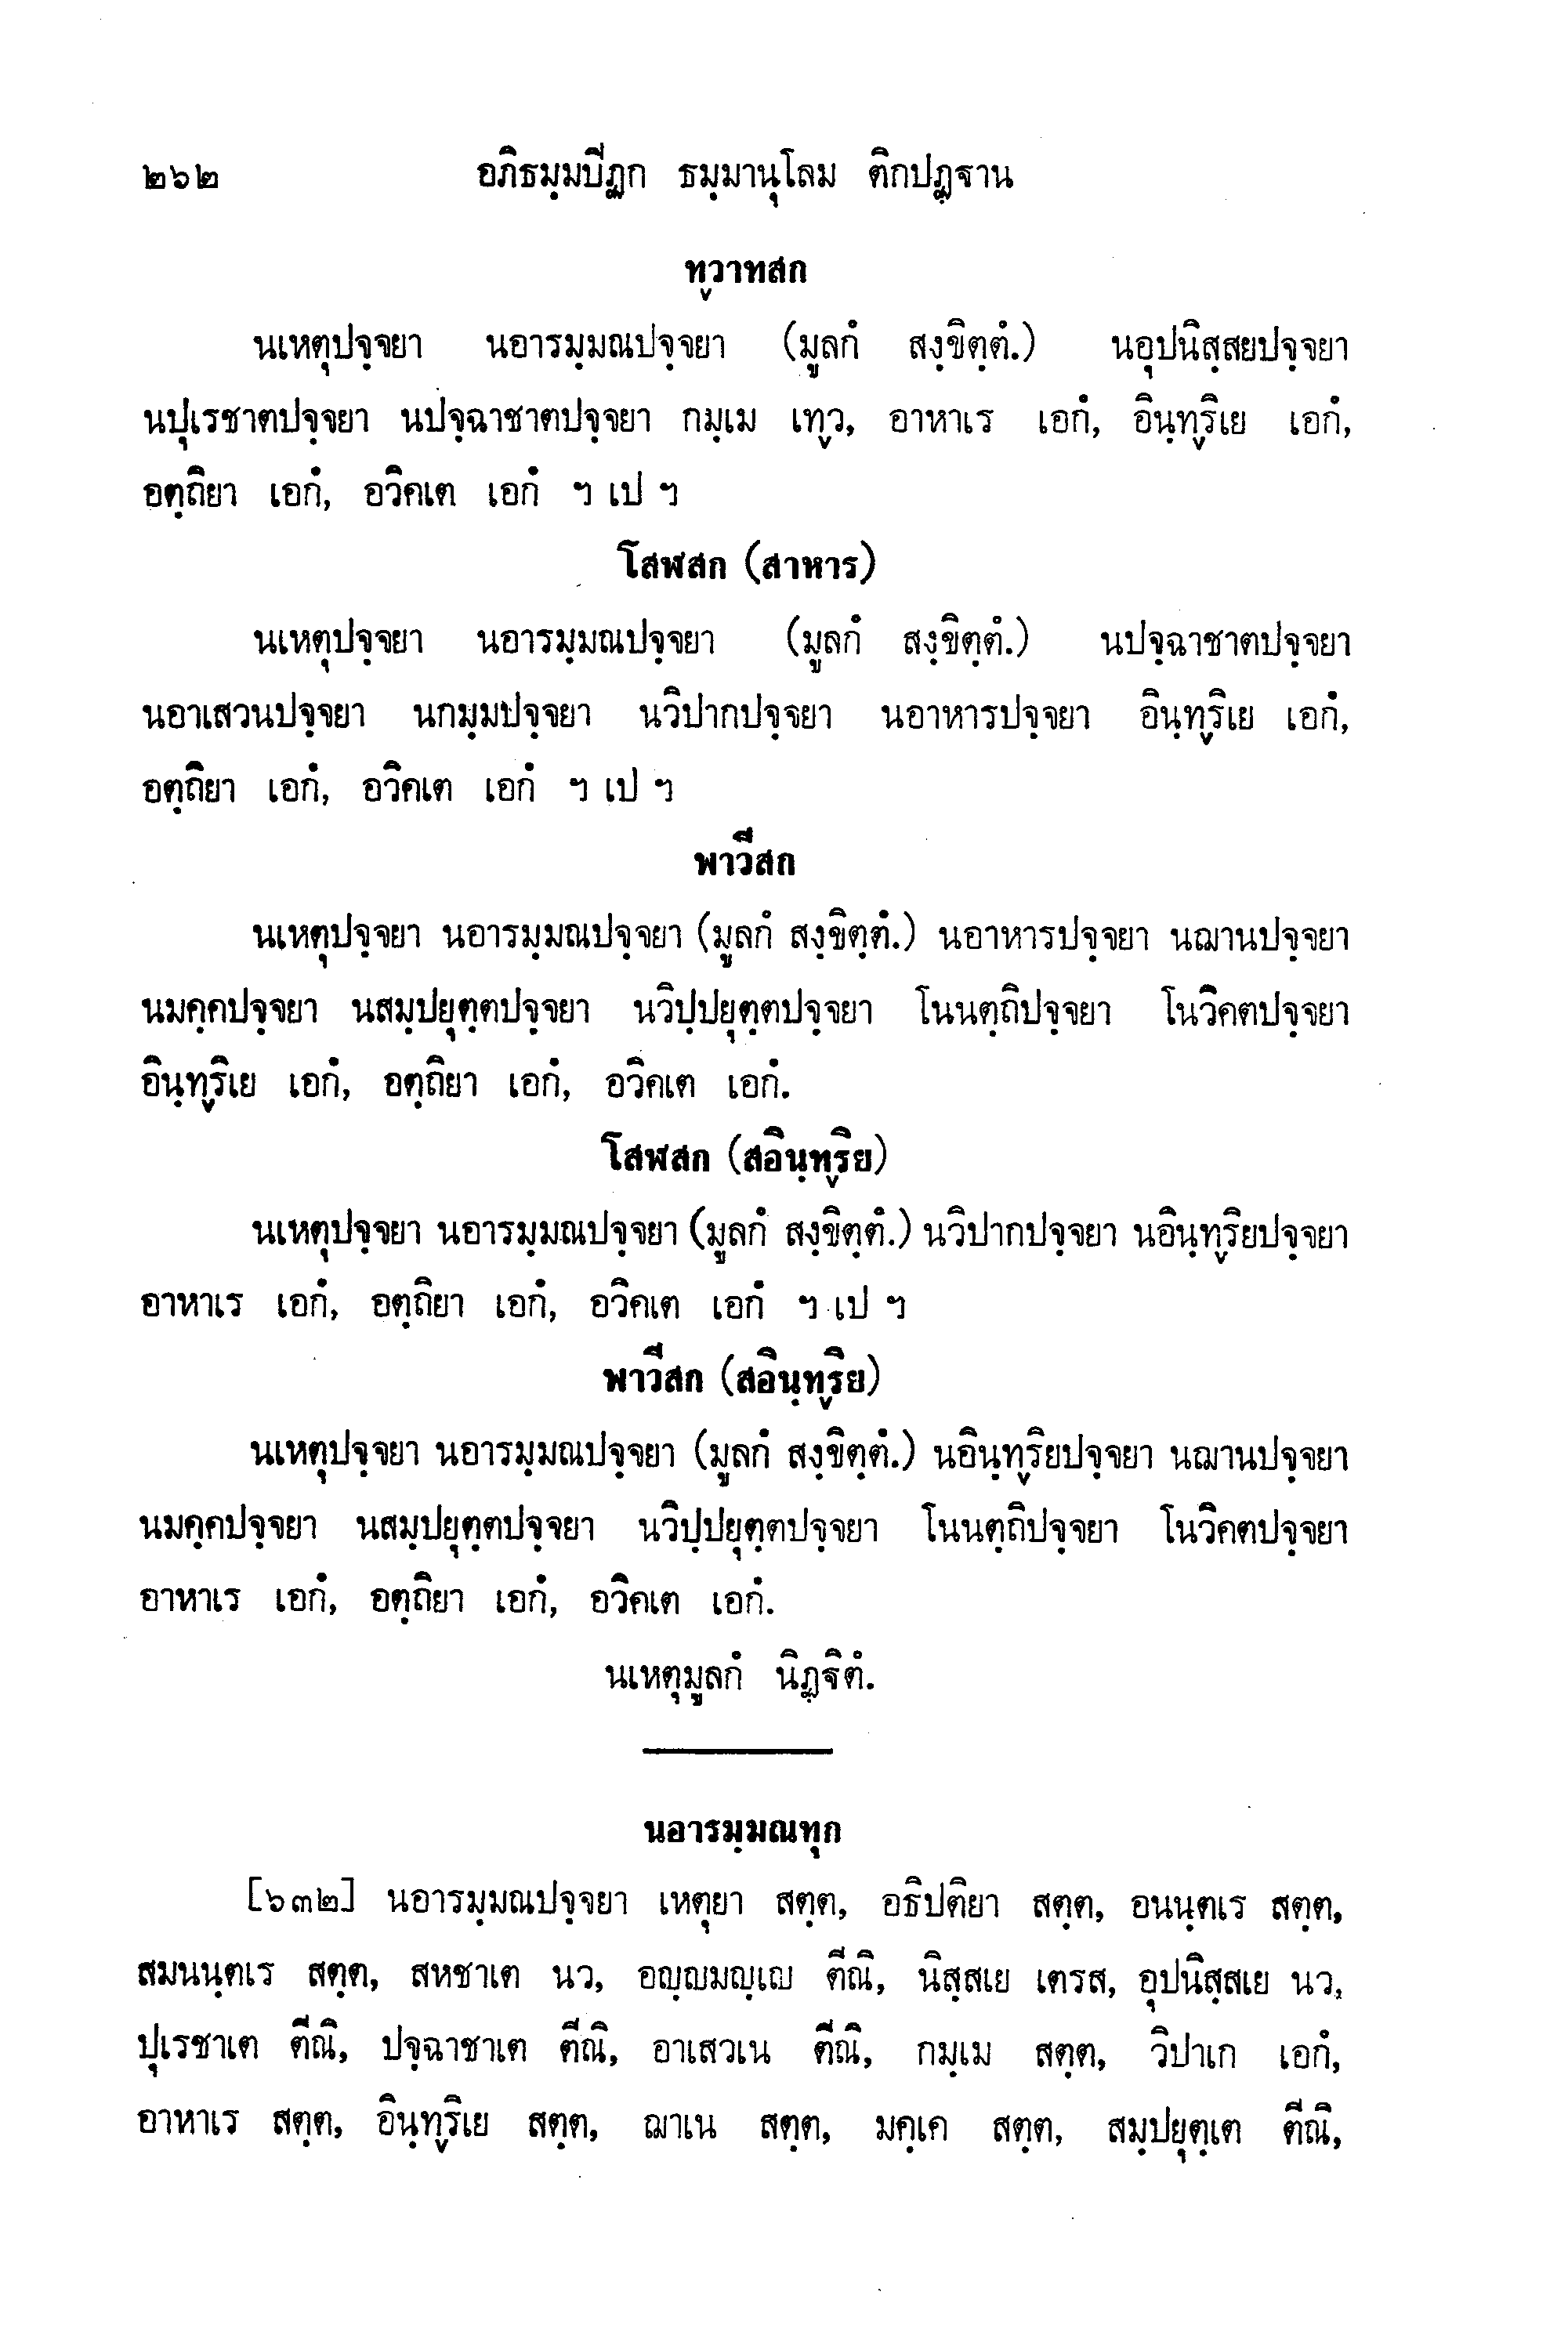 ๒๖๒ อภิธมฺมปีฏก ธมฺมานุโลม ติกปฏฺฐาน
ทฺวาทสก
นเหตุปจฺจยา นอารมฺมณปจฺจยา (มูลกํ สงฺขิตฺตํ.) นอุปนิสฺสยปจฺจยา
นปุเรชาตปจฺจยา นปจฺฉาชาตปจฺจยา กมฺเม เทฺว, อาหาเร เอกํ, อินฺทฺริเย เอกํ,
อตฺถิยา เอกํ, อวิคเต เอกํ ฯ เป ฯ
โสฬสก (สาหาร)
นเหตุปจฺจยา นอารมฺมณปจฺจยา (มูลกํ สงฺขิตฺตํ.) นปจฺฉาชาตปจฺจยา
นอาเสวนปจฺจยา นกมฺมปจฺจยา นวิปากปจฺจยา นอาหารปจฺจยา อินฺทฺริเย เอกํ,
อตฺถิยา เอกํ, อวิคเต เอกํ ฯ เป ฯ
พาวีสก
นเหตุปจฺจยา นอารมฺมณปจฺจยา (มูลกํ สงฺขิตฺตํ.) นอาหารปจฺจยา นฌานปจฺจยา
นมคฺคปจฺจยา นสมฺปยุตฺตปจฺจยา นวิปฺปยุตฺตปจฺจยา โนนตฺถิปจฺจยา โนวิคตปจฺจยา
อินฺทฺริเย เอกํ, อตฺถิยา เอกํ, อวิคเต เอกํ.
โสฬสก (สอินฺทฺริย)
นเหตุปจฺจยา นอารมฺมณปจฺจยา (มูลกํ สงฺขิตฺตํ.) นวิปากปจฺจยา นอินฺทฺริยปจฺจยา
อาหาเร เอกํ, อตฺถิยา เอกํ, อวิคเต เอกํ ฯ เป ฯ
พาวีสก (สอินฺทฺริย)
นเหตุปจฺจยา นอารมฺมณปจฺจยา (มูลกํ สงฺขิตฺตํ.) นอินฺทฺริยปจฺจยา นฌานปจฺจยา
นมคฺคปจฺจยา นสมฺปยุตฺตปจฺจยา นวิปฺปยุตฺตปจฺจยา โนนตฺถิปจฺจยา โนวิคตปจฺจยา
อาหาเร เอกํ, อตฺถิยา เอกํ, อวิคเต เอกํ.
นเหตุมูลกํ นิฏฺฐิตํ.
นอารมฺมณทุก
[๖๓๒] นอารมฺมณปจฺจยา เหตุยา สตฺต, อธิปติยา สตฺต, อนนฺตเร สตฺต,
สมนนฺตเร สตฺต, สหชาเต นว, อญฺญมญฺเญ ตีณิ, นิสฺสเย เตรส, อุปนิสฺสเย นว,
ปุเรชาเต ตีณิ, ปจฺฉาชาเต ตีณิ, อาเสวเน ตีณิ, กมฺเม สตฺต, วิปาเก เอกํ,
อาหาเร สตฺต, อินฺทฺริเย สตฺต, ฌาเน สตฺต, มคฺเค สตฺต, สมฺปยุตฺเต ตีณิ,